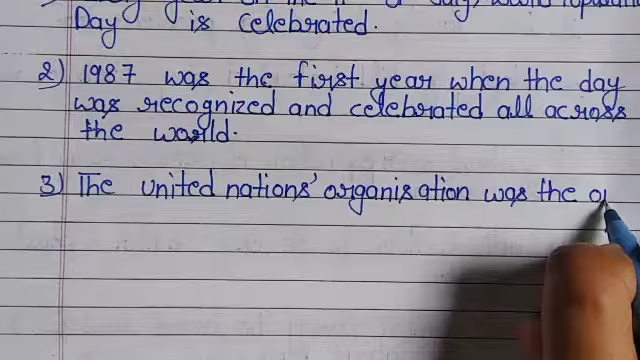 Day is celebrated.
2) 1987 was the first year when the day
was recognized and celebrated all across
the world.
3) The united nations' organisation was the